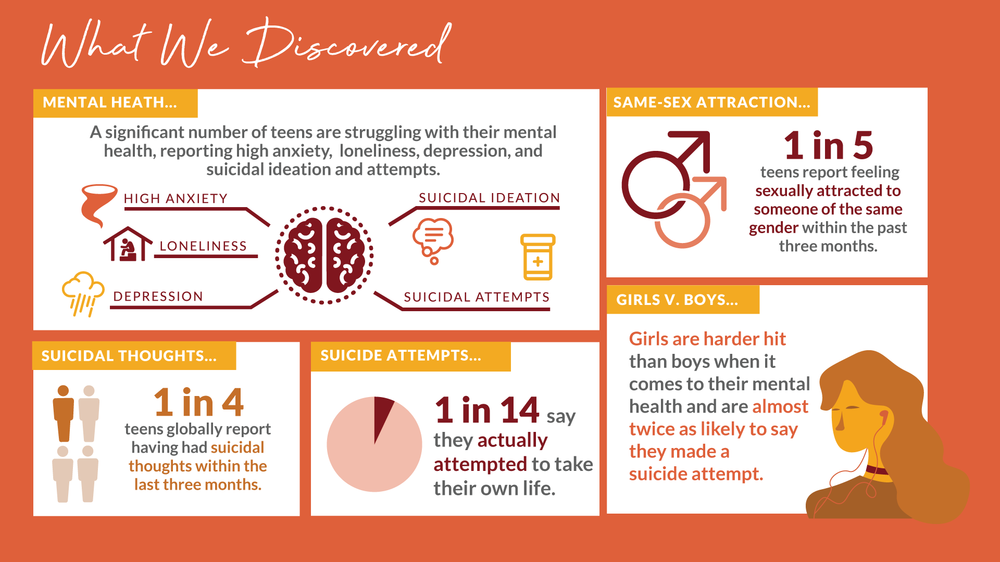 What We Discovered
MENTAL HEATH...
A significant number of teens are struggling with their mental
health, reporting high anxiety, loneliness, depression, and
suicidal ideation and attempts.
HIGH ANXIETY
LONELINESS
DEPRESSION
SUICIDAL IDEATION
SUICIDAL ATTEMPTS
SAME-SEX ATTRACTION...
1 in 5
teens report feeling
sexually attracted to
someone of the same
gender within the past
three months.
SUICIDAL THOUGHTS...
1 in 4
teens globally report
having had suicidal
thoughts within the
last three months.
SUICIDE ATTEMPTS...
1 in 14 say
they actually
attempted to take
their own life.
GIRLS V. BOYS...
Girls are harder hit
than boys when it
comes to their mental
health and are almost
twice as likely to say
they made a
suicide attempt.